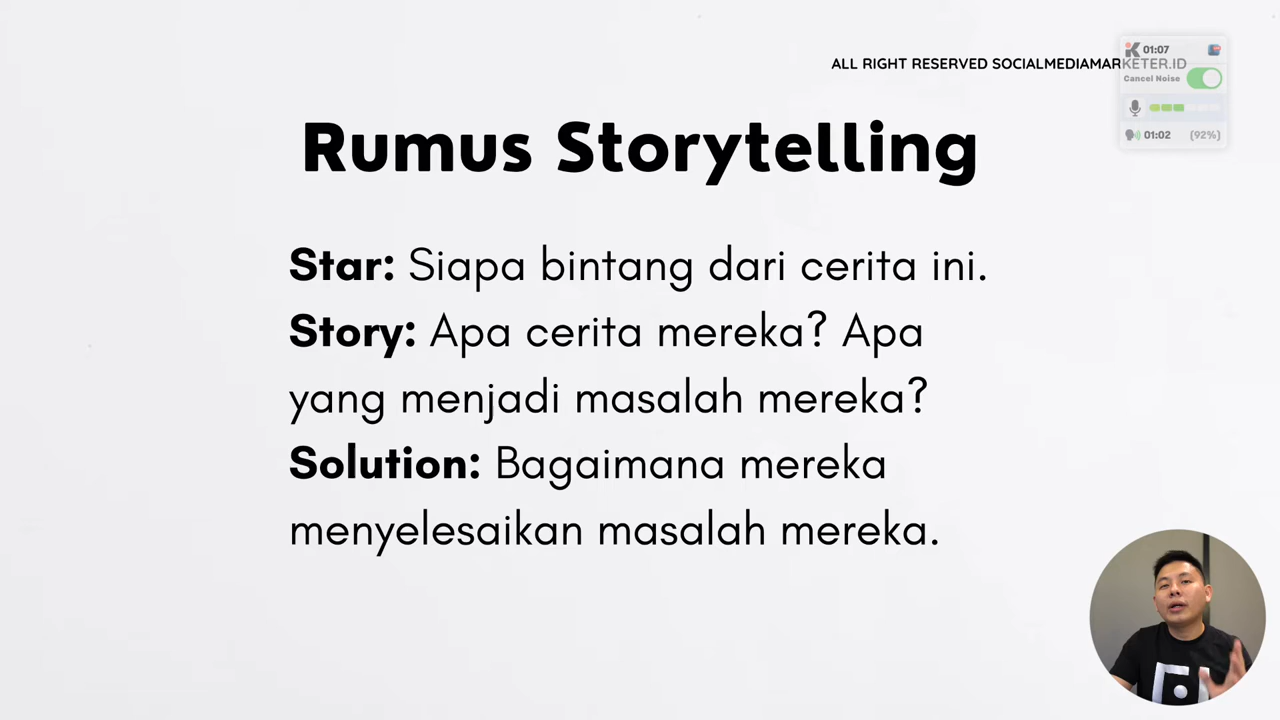 ALL RIGHT RESERVED SOCIALMEDIAMARKETER.ID
01:07
Cancel Noise
01:02 (92%)
Rumus Storytelling
Star: Siapa bintang dari cerita ini.
Story: Apa cerita mereka? Apa
yang menjadi masalah mereka?
Solution: Bagaimana mereka
menyelesaikan masalah mereka.